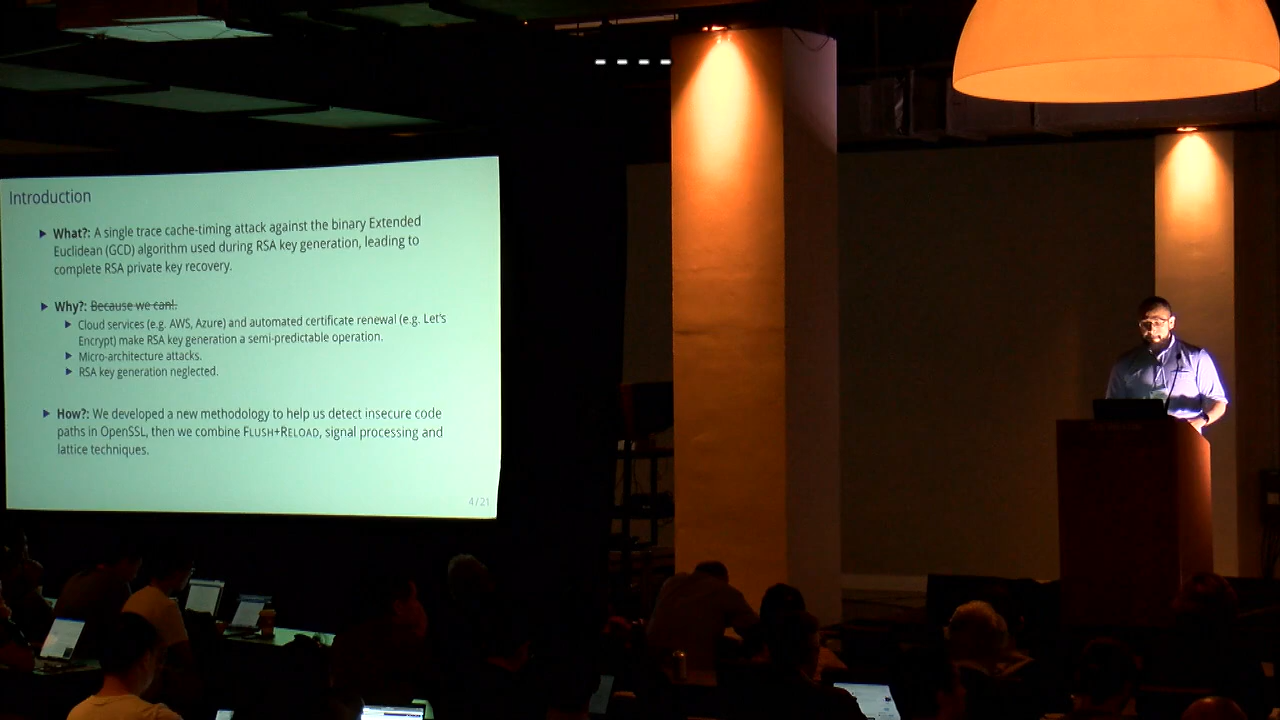 Introduction
▶ What?: A single trace cache-timing attack against the binary Extended
Euclidean (GCD) algorithm used during RSA key generation, leading to
complete RSA private key recovery.
▶ Why?: Because we can!.
▶ Cloud services (e.g. AWS, Azure) and automated certificate renewal (e.g. Let's
Encrypt) make RSA key generation a semi-predictable operation.
▶ Micro-architecture attacks.
▶ RSA key generation neglected.
▶ How?: We developed a new methodology to help us detect insecure code
paths in OpenSSL, then we combine FLUSH+RELOAD, signal processing and
lattice techniques.
4/21